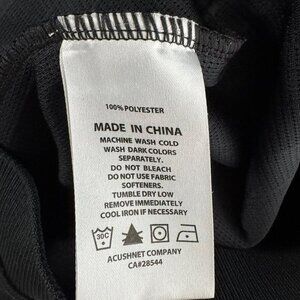 100% POLYESTER
MADE IN CHINA
MACHINE WASH COLD
WASH DARK COLORS
SEPARATELY.
DO NOT BLEACH
DO NOT USE FABRIC
SOFTENERS.
TUMBLE DRY LOW
REMOVE IMMEDIATELY
COOL IRON IF NECESSARY
30C
ACUSHNET COMPANY
CA#28544